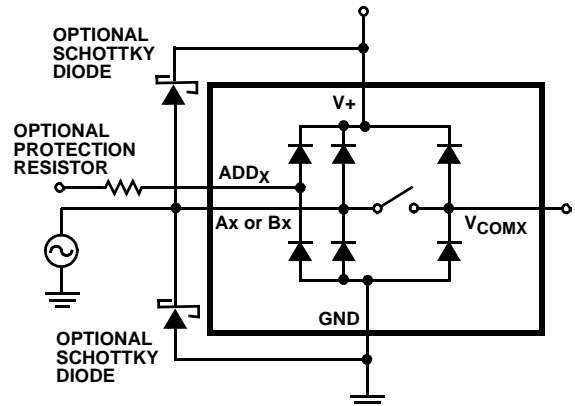 OPTIONAL
SCHOTTKY
DIODE
V+
OPTIONAL
PROTECTION
RESISTOR
ADDX
Ax or Bx
VCOMX
GND
OPTIONAL
SCHOTTKY
DIODE